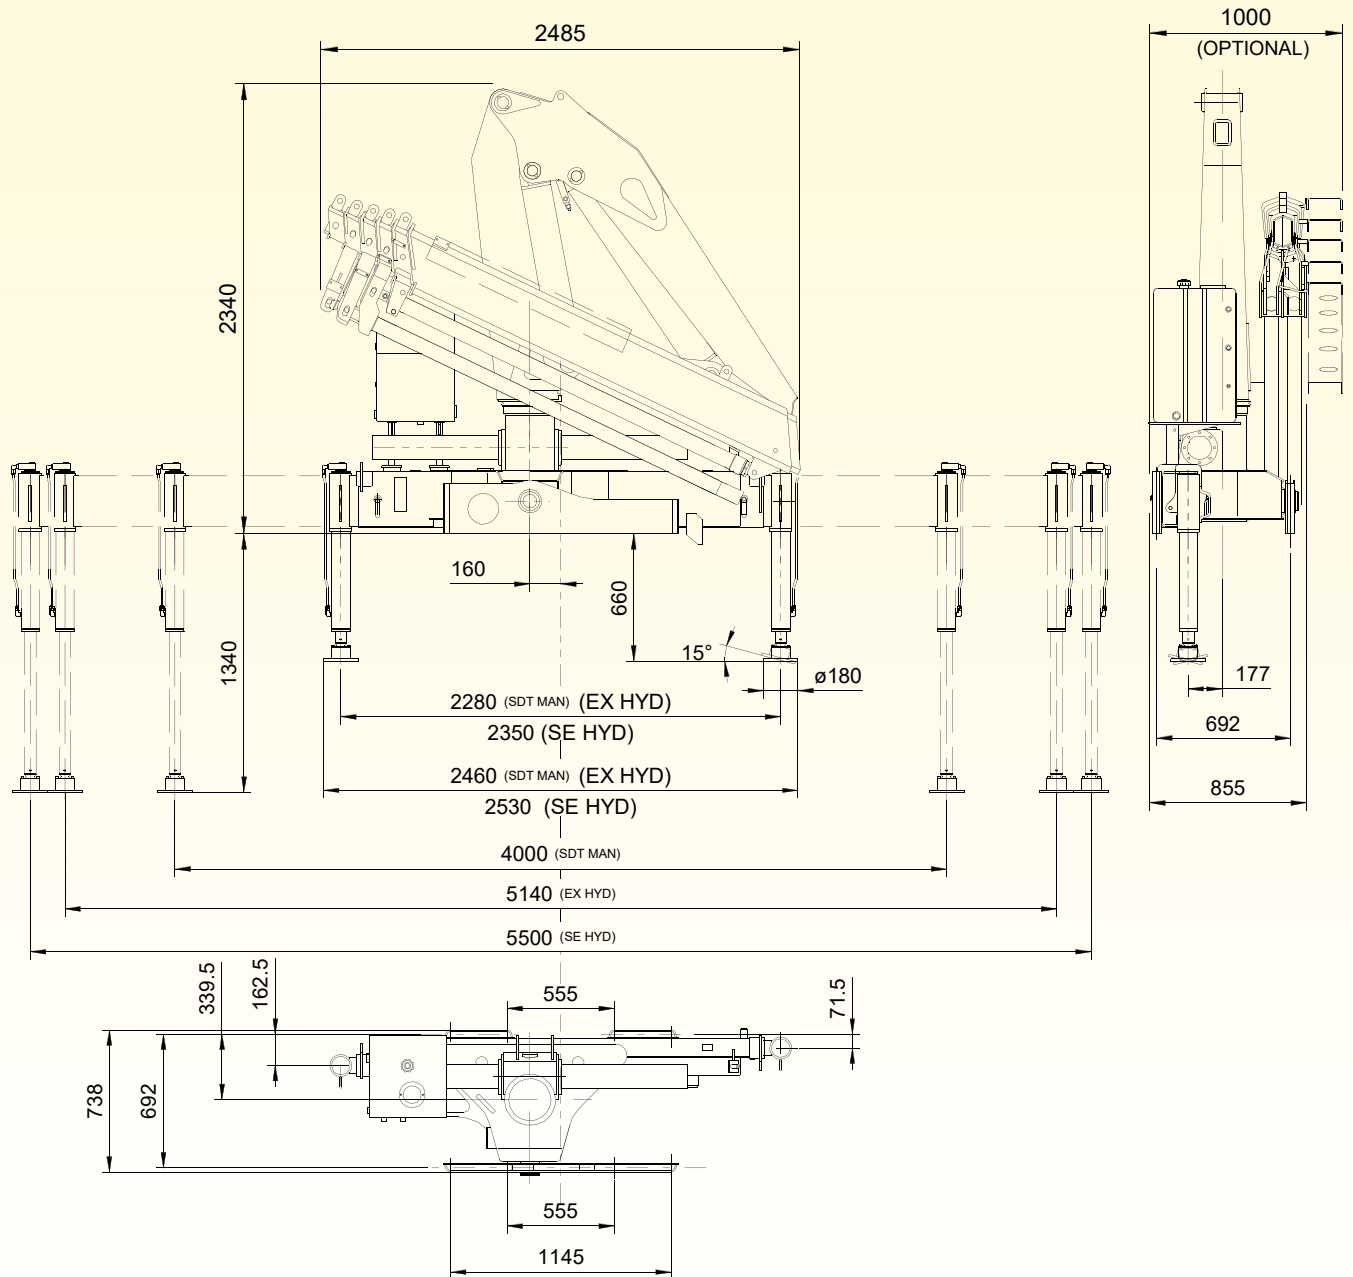 2485
1000
(OPTIONAL)
2340
160
660
1340
15°
ø180
177
2280 (SDT MAN) (EX HYD)
2350 (SE HYD)
692
2460 (SDT MAN) (EX HYD)
2530 (SE HYD)
855
4000 (SDT MAN)
5140 (EX HYD)
5500 (SE HYD)
339.5
162.5
555
71.5
738
692
555
1145